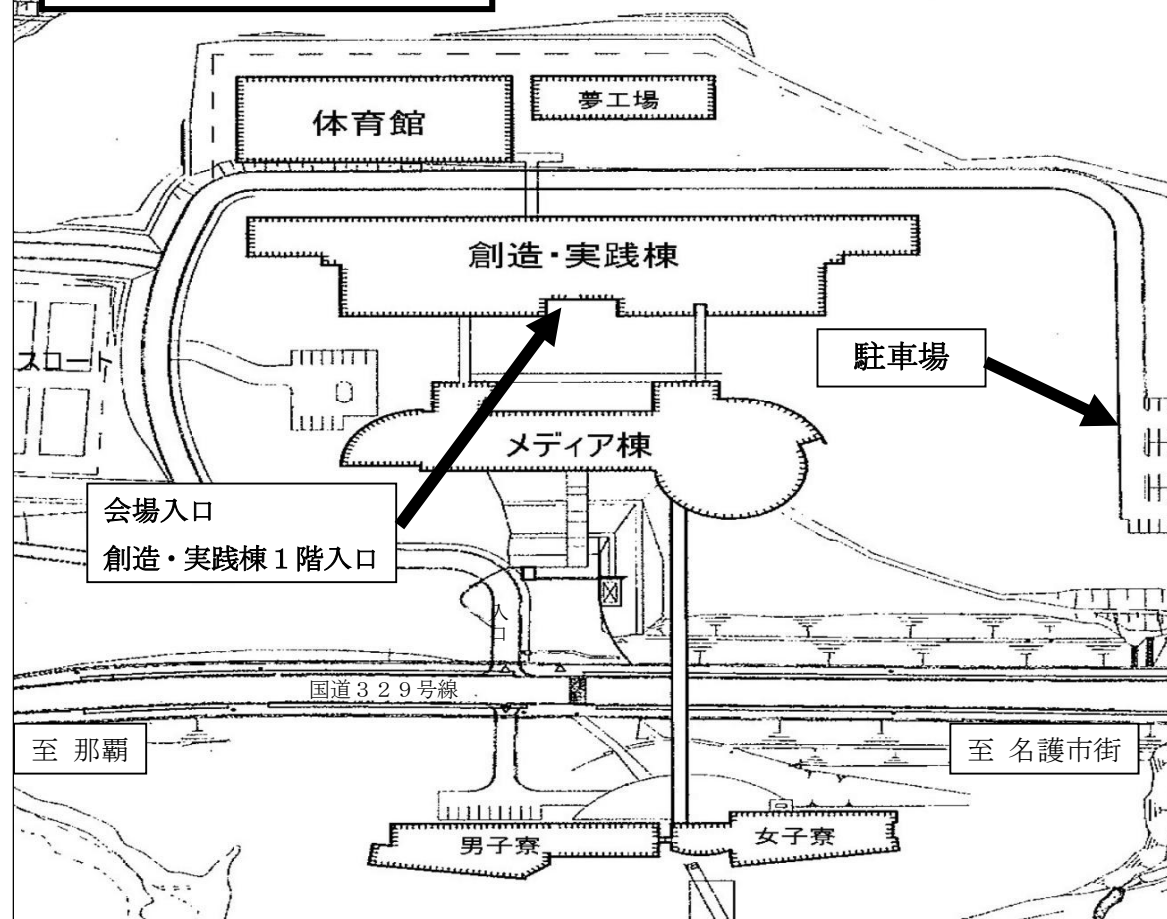 体育館
夢工場
創造・実践棟
スロート
駐車場
メディア棟
会場入口
創造・実践棟１階入口
入口
国道３２９号線
至 那覇
至 名護市街
男子寮
女子寮